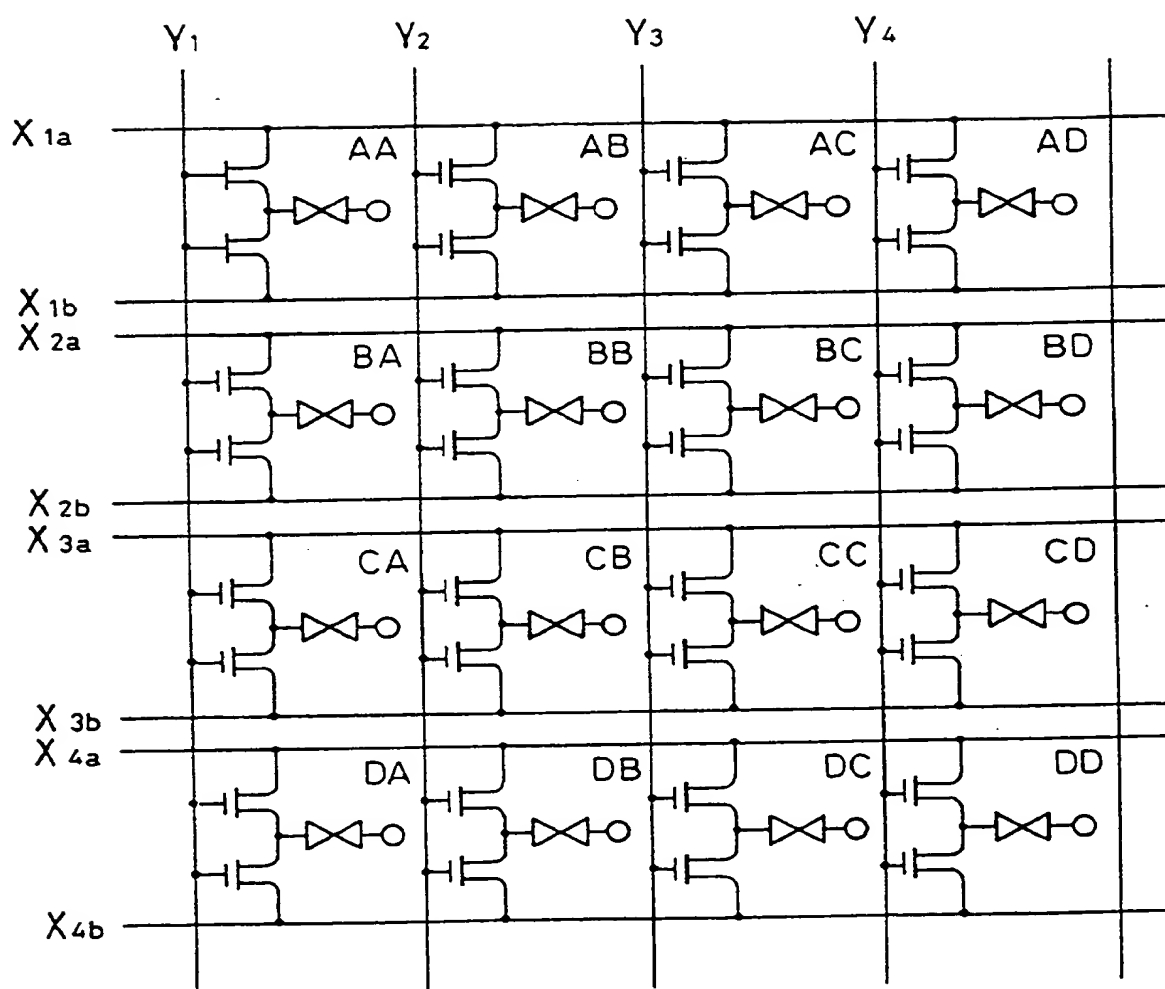 Y1 Y2 Y3 Y4
X1a AA AB AC AD
X1b
X2a BA BB BC BD
X2b
X3a CA CB CC CD
X3b
X4a DA DB DC DD
X4b